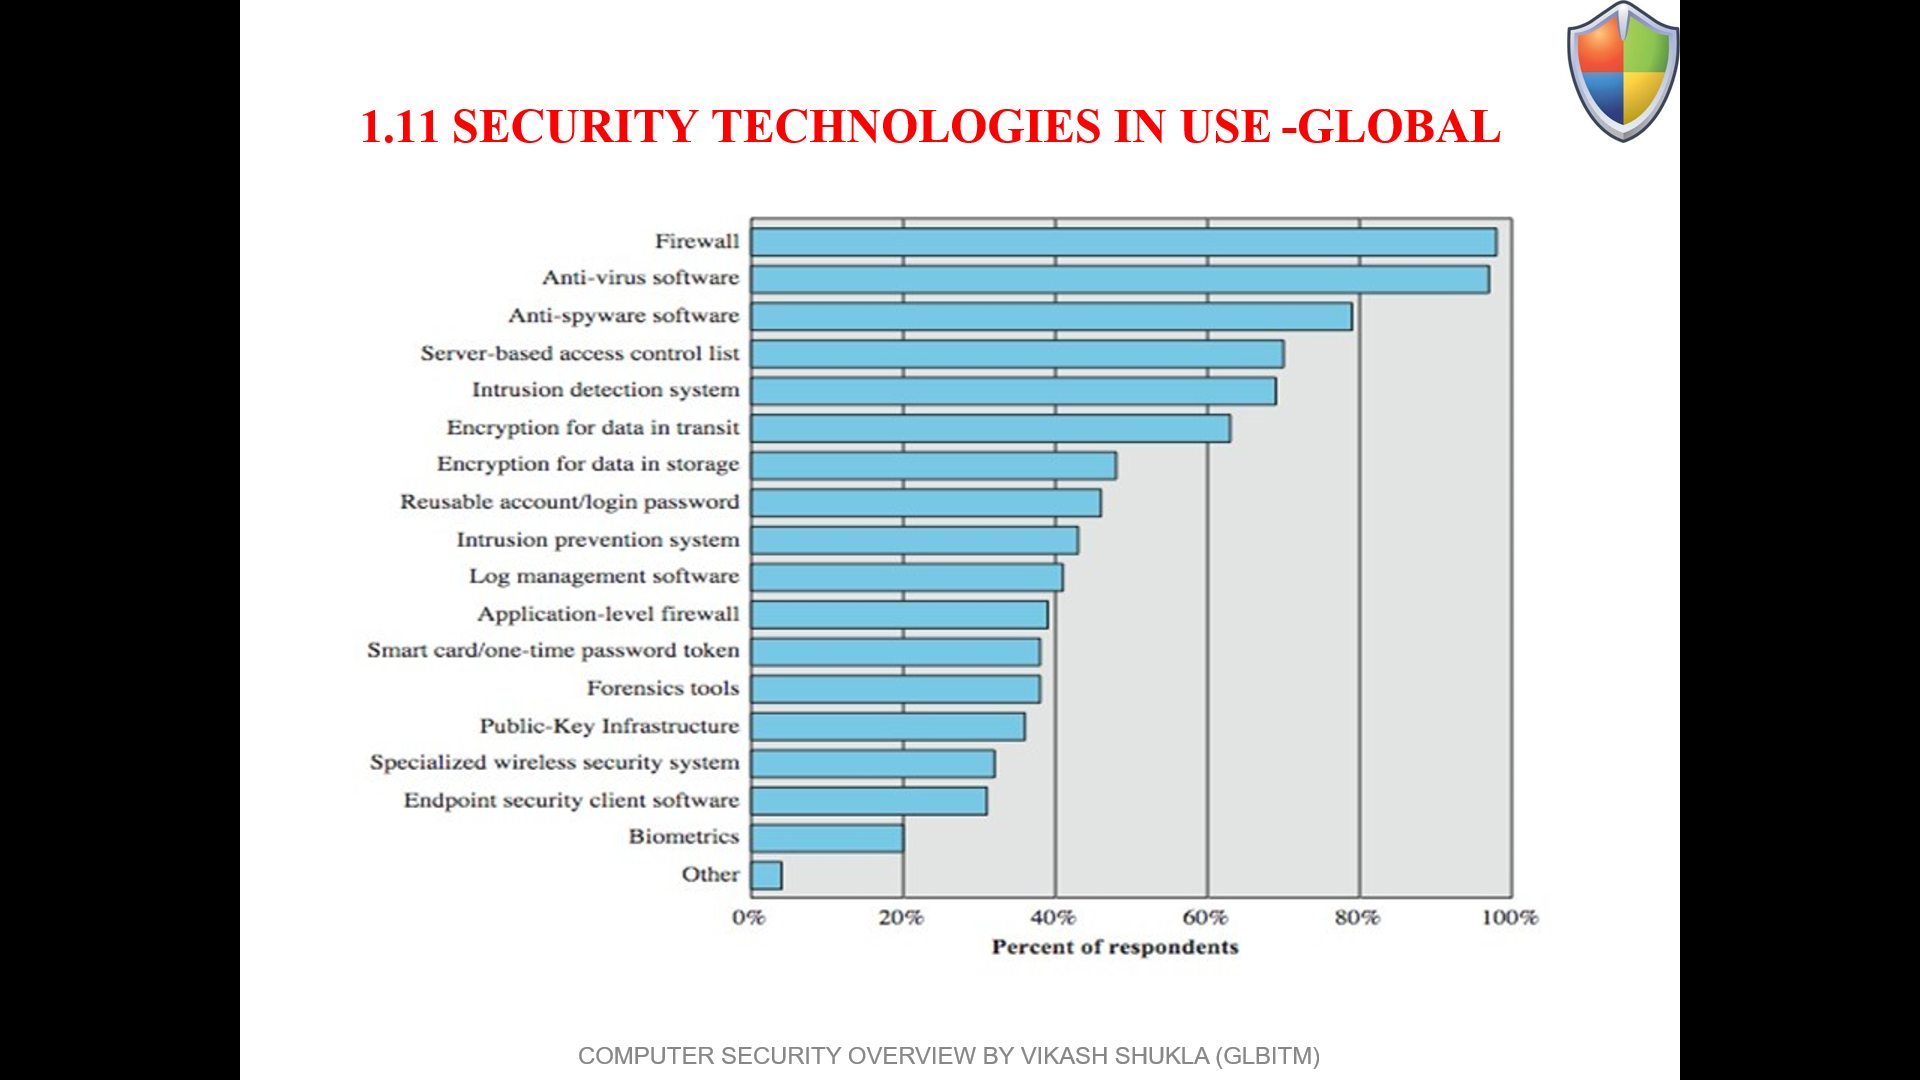 1.11 SECURITY TECHNOLOGIES IN USE -GLOBAL
Firewall
Anti-virus software
Anti-spyware software
Server-based access control list
Intrusion detection system
Encryption for data in transit
Encryption for data in storage
Reusable account/login password
Intrusion prevention system
Log management software
Application-level firewall
Smart card/one-time password token
Forensics tools
Public-Key Infrastructure
Specialized wireless security system
Endpoint security client software
Biometrics
Other
0% 20% 40% 60% 80% 100%
Percent of respondents
COMPUTER SECURITY OVERVIEW BY VIKASH SHUKLA (GLBITM)